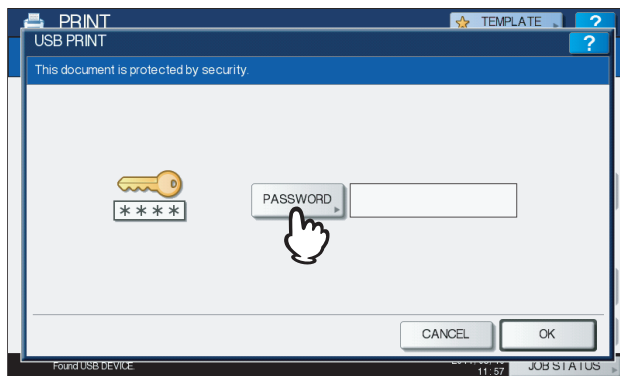 PRINT
TEMPLATE
?
USB PRINT
?
This document is protected by security.
****
PASSWORD
CANCEL
OK
Found USB DEVICE.
11:57
JOB STATUS